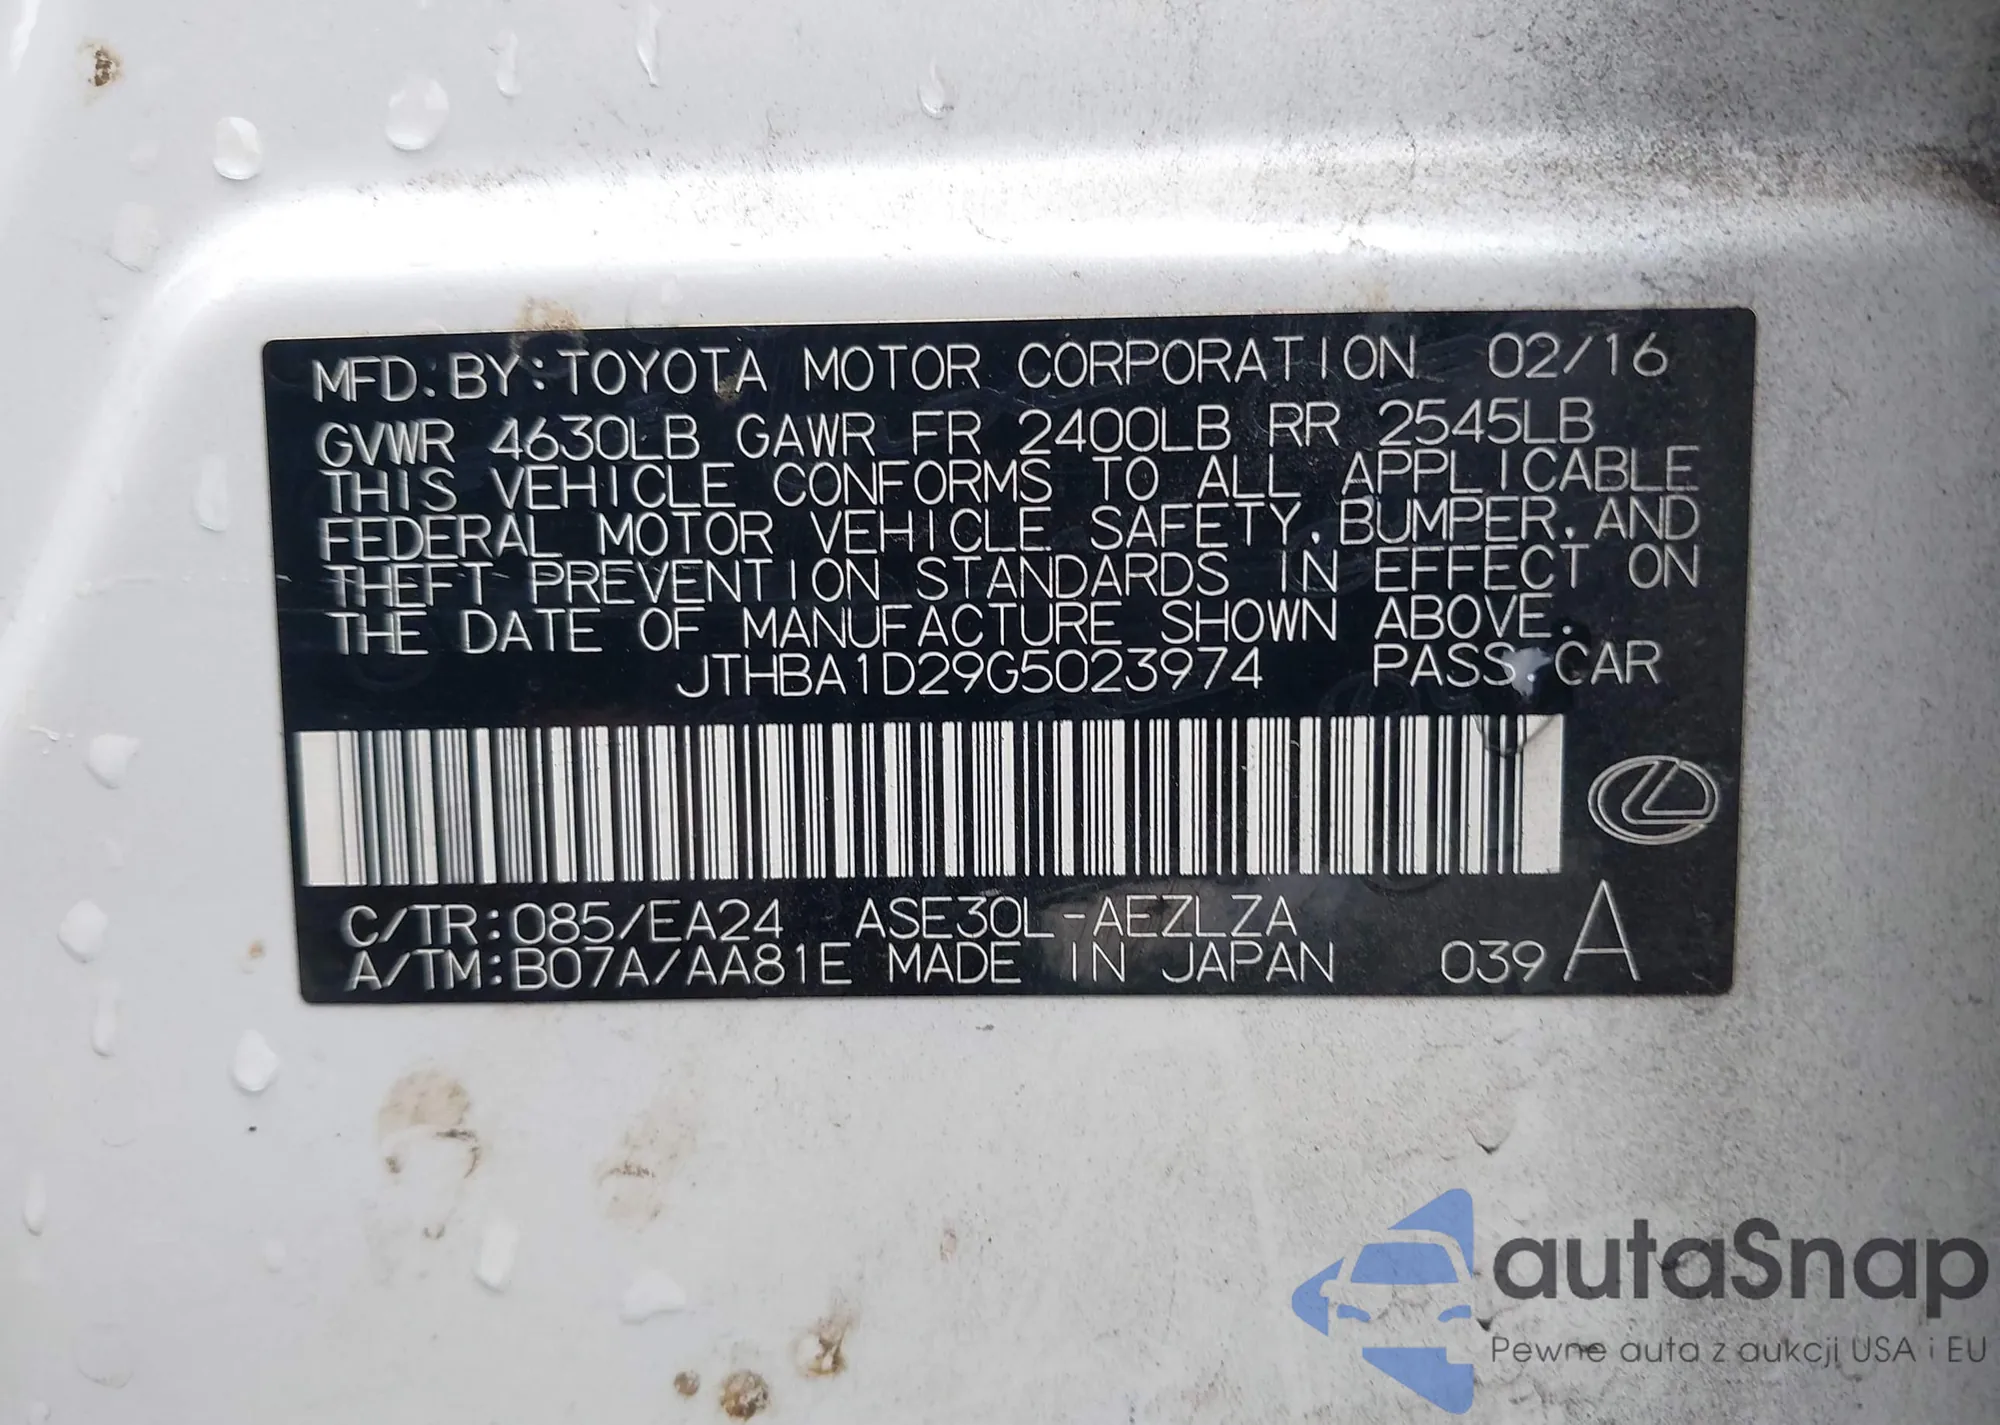 MFD. BY: TOYOTA MOTOR CORPORATION 02/16
GVWR 4630LB GAWR FR 2400LB RR 2545LB
THIS VEHICLE CONFORMS TO ALL APPLICABLE
FEDERAL MOTOR VEHICLE SAFETY, BUMPER, AND
THEFT PREVENTION STANDARDS IN EFFECT ON
THE DATE OF MANUFACTURE SHOWN ABOVE.
JTHBA1D29G5023974 PASS. CAR
C/TR: 085/EA24 ASE30L-AEZLZA
A/TM: B07A/AA81E MADE IN JAPAN 039 A
autaSnap
Pewne auta z aukcji USA i EU